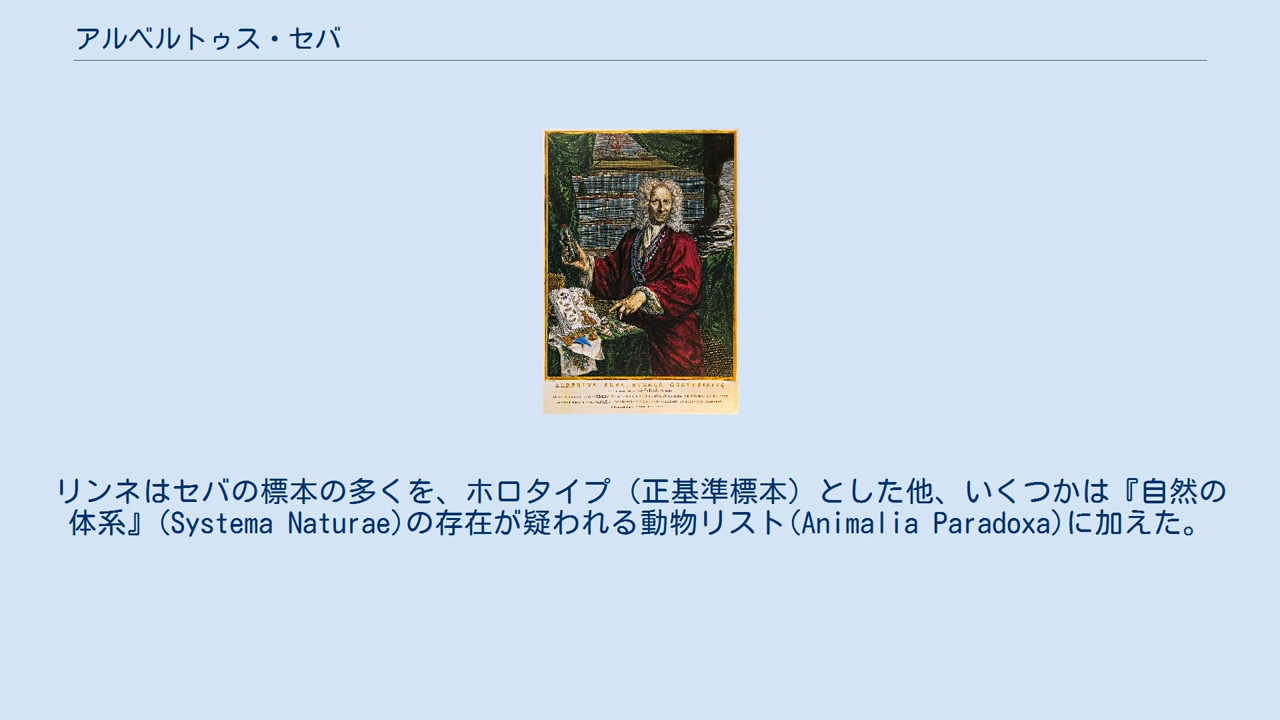 アルベルトゥス・セバ
リンネはセバの標本の多くを、ホロタイプ（正基準標本）とした他、いくつかは『自然の
体系』(Systema Naturae)の存在が疑われる動物リスト(Animalia Paradoxa)に加えた。